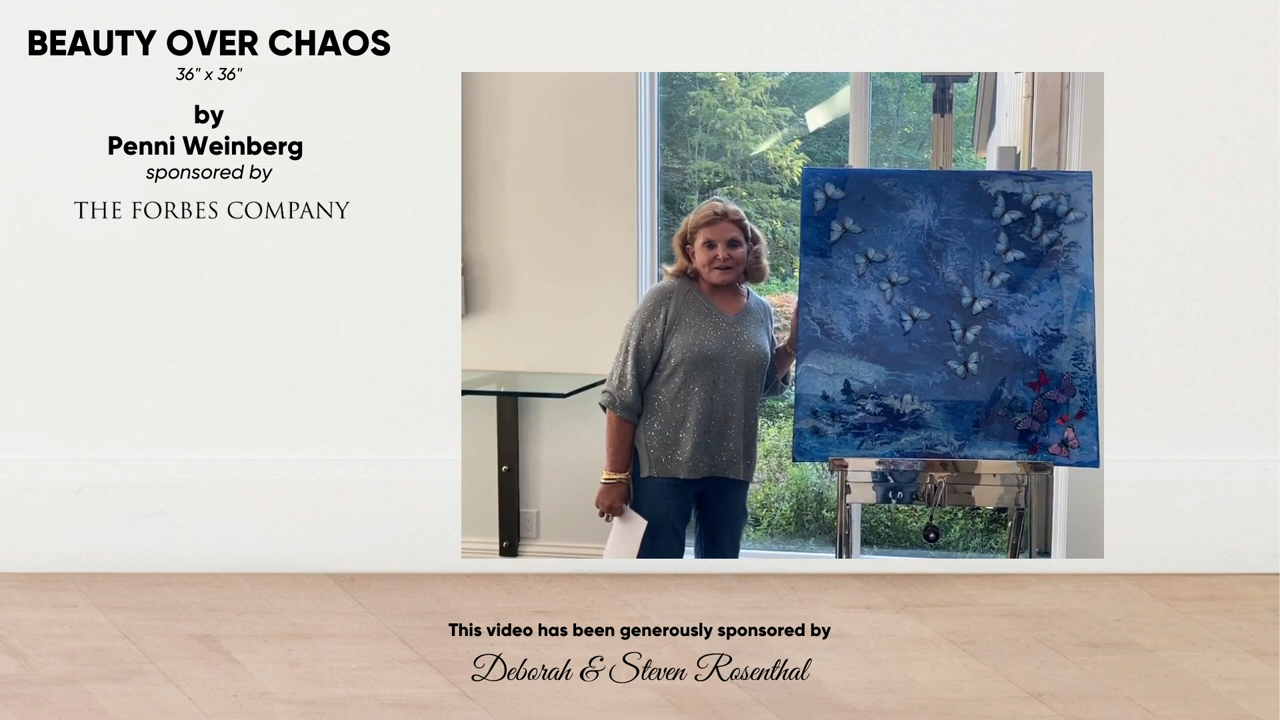 BEAUTY OVER CHAOS
36" x 36"
by
Penni Weinberg
sponsored by
THE FORBES COMPANY
This video has been generously sponsored by
Deborah & Steven Rosenthal